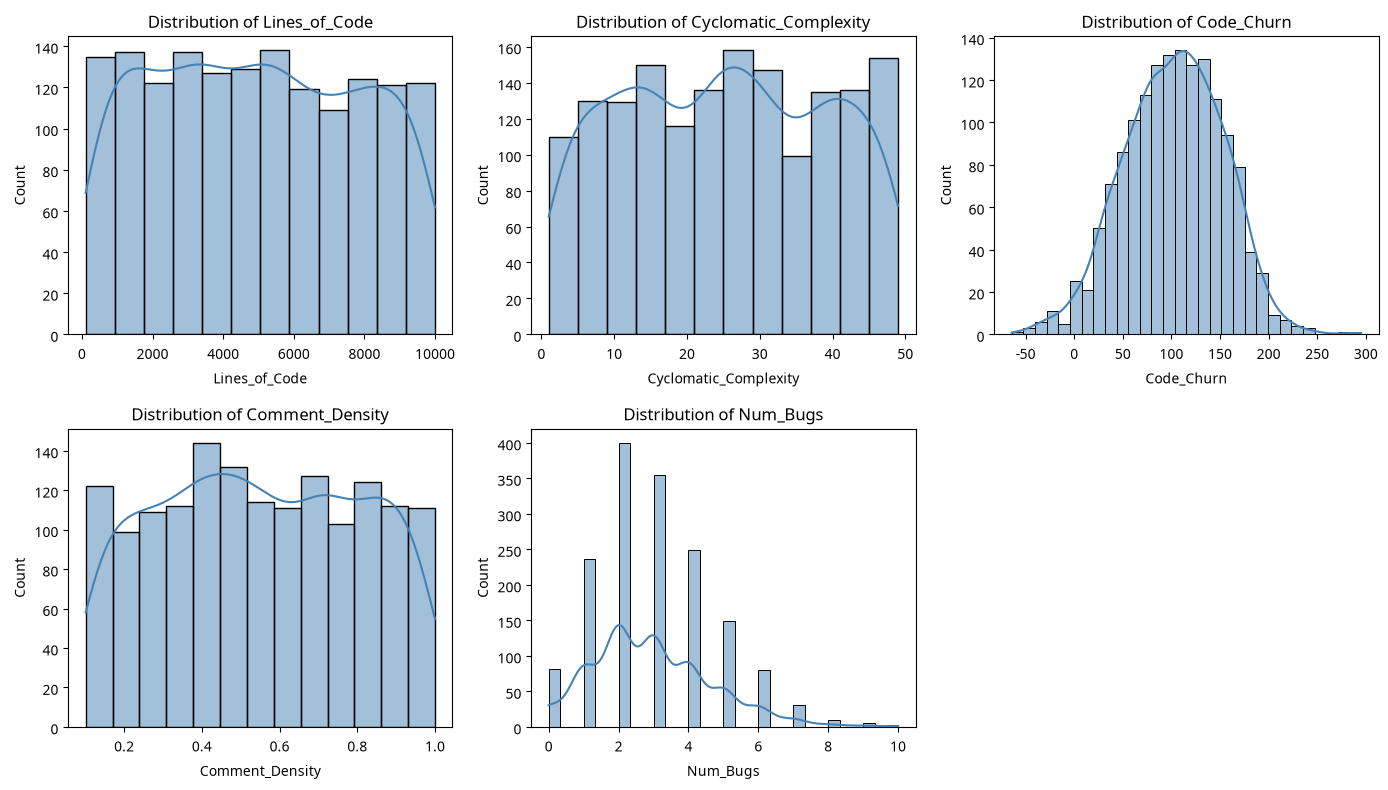 Distribution of Lines_of_Code
140
120
100
80
60
40
20
0
Count
0 2000 4000 6000 8000 10000
Lines_of_Code
Distribution of Cyclomatic_Complexity
160
140
120
100
80
60
40
20
0
Count
0 10 20 30 40 50
Cyclomatic_Complexity
Distribution of Code_Churn
140
120
100
80
60
40
20
0
Count
-50 0 50 100 150 200 250 300
Code_Churn
Distribution of Comment_Density
140
120
100
80
60
40
20
0
Count
0.2 0.4 0.6 0.8 1.0
Comment_Density
Distribution of Num_Bugs
400
350
300
250
200
150
100
50
0
Count
0 2 4 6 8 10
Num_Bugs